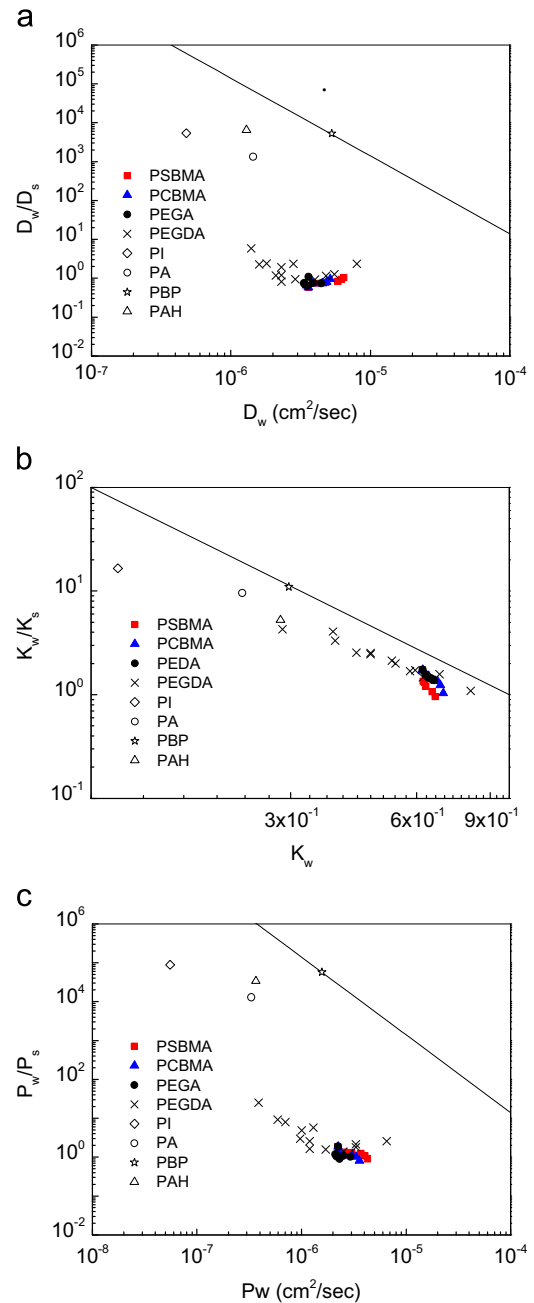 a
10^6
10^5
10^4
10^3
10^2
10^1
10^0
10^-1
10^-2
D_w/D_s
PSBMA
PCBMA
PEGA
PEGDA
PI
PA
PBP
PAH
10^-7 10^-6 10^-5 10^-4
D_w (cm^2/sec)
b
10^2
10^1
10^0
10^-1
K_w/K_s
PSBMA
PCBMA
PEDA
PEGDA
PI
PA
PBP
PAH
3x10^-1 6x10^-1 9x10^-1
K_w
c
10^6
10^4
10^2
10^0
10^-2
P_w/P_s
PSBMA
PCBMA
PEGA
PEGDA
PI
PA
PBP
PAH
10^-8 10^-7 10^-6 10^-5 10^-4
Pw (cm^2/sec)